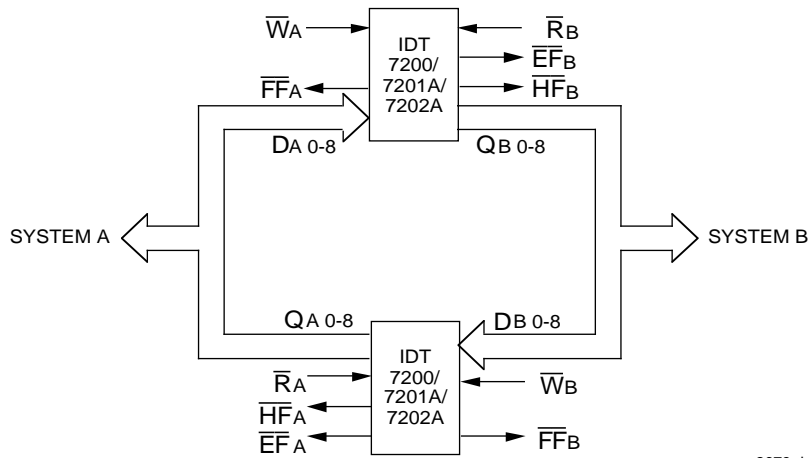 W̅A
R̅B
IDT
7200/
7201A/
7202A
E̅F̅B
F̅F̅A
H̅F̅B
DA 0-8
QB 0-8
SYSTEM A
SYSTEM B
QA 0-8
DB 0-8
IDT
7200/
7201A/
7202A
R̅A
W̅B
H̅F̅A
E̅F̅A
F̅F̅B